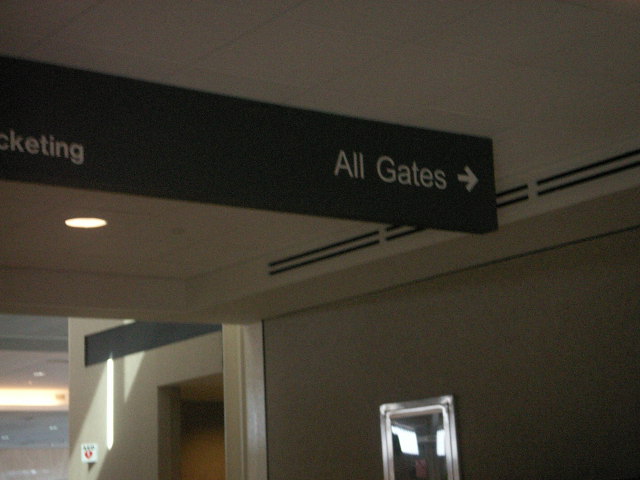 cketing
All Gates →